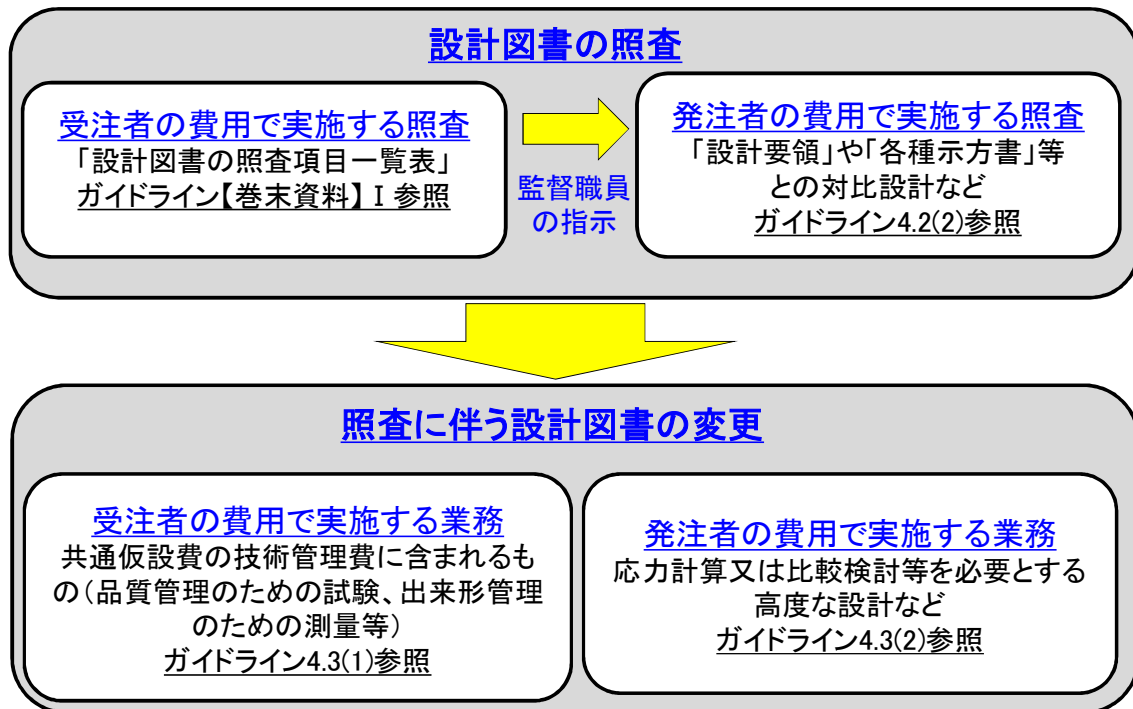 設計図書の照査
受注者の費用で実施する照査
「設計図書の照査項目一覧表」
ガイドライン【巻末資料】Ⅰ参照
監督職員
の指示
発注者の費用で実施する照査
「設計要領」や「各種示方書」等
との対比設計など
ガイドライン4.2(2)参照
照査に伴う設計図書の変更
受注者の費用で実施する業務
共通仮設費の技術管理費に含まれるも
の(品質管理のための試験、出来形管理
のための測量等)
ガイドライン4.3(1)参照
発注者の費用で実施する業務
応力計算又は比較検討等を必要とする
高度な設計など
ガイドライン4.3(2)参照